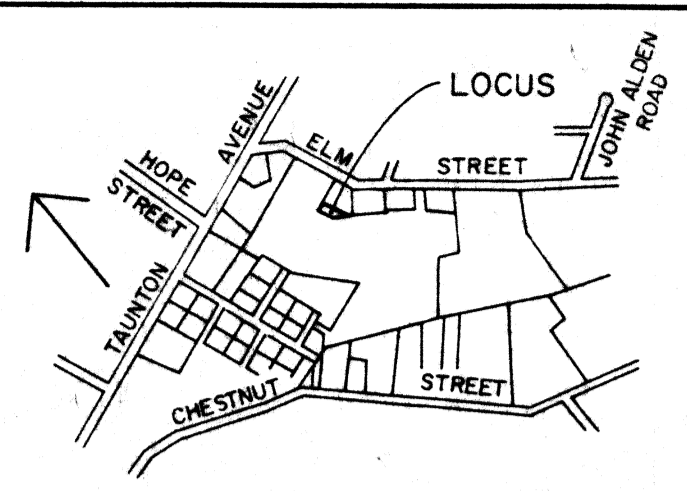 LOCUS
JOHN ALDEN
ROAD
TAUNTON AVENUE
ELM STREET
HOPE
STREET
CHESTNUT STREET